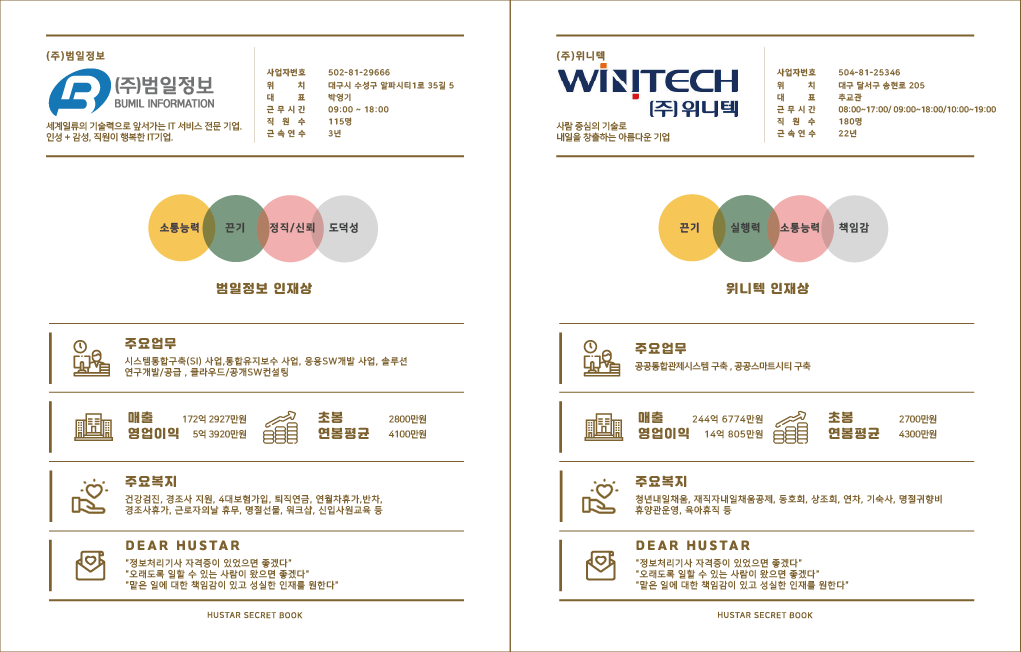 (주)범일정보
(주)범일정보
BUMIL INFORMATION
세계일류의 기술력으로 앞서가는 IT 서비스 전문 기업.
인성 + 감성, 직원이 행복한 IT기업.
사업자번호 502-81-29666
위 치 대구시 수성구 알파시티1로 35길 5
대 표 박영기
근 무 시 간 09:00 ~ 18:00
직 원 수 115명
근 속 연 수 3년
소통능력 끈기 정직/신뢰 도덕성
범일정보 인재상
주요업무
시스템통합구축(SI) 사업,통합유지보수 사업, 응용SW개발 사업, 솔루션
연구개발/공급 , 클라우드/공개SW컨설팅
매출 172억 2927만원 초봉 2800만원
영업이익 5억 3920만원 연봉평균 4100만원
주요복지
건강검진, 경조사 지원, 4대보험가입, 퇴직연금, 연월차휴가,반차,
경조사휴가, 근로자의날 휴무, 명절선물, 워크샵, 신입사원교육 등
DEAR HUSTAR
"정보처리기사 자격증이 있었으면 좋겠다"
"오래도록 일할 수 있는 사람이 왔으면 좋겠다"
"맡은 일에 대한 책임감이 있고 성실한 인재를 원한다"
HUSTAR SECRET BOOK
(주)위니텍
WINITECH
(주)위니텍
사람 중심의 기술로
내일을 창출하는 아름다운 기업
사업자번호 504-81-25346
위 치 대구 달서구 송현로 205
대 표 추교관
근 무 시 간 08:00~17:00/ 09:00~18:00/10:00~19:00
직 원 수 180명
근 속 연 수 22년
끈기 실행력 소통능력 책임감
위니텍 인재상
주요업무
공공통합관제시스템 구축 , 공공스마트시티 구축
매출 244억 6774만원 초봉 2700만원
영업이익 14억 805만원 연봉평균 4300만원
주요복지
청년내일채움, 재직자내일채움공제, 동호회, 상조회, 연차, 기숙사, 명절귀향비
휴양관운영, 육아휴직 등
DEAR HUSTAR
"정보처리기사 자격증이 있었으면 좋겠다"
"오래도록 일할 수 있는 사람이 왔으면 좋겠다"
"맡은 일에 대한 책임감이 있고 성실한 인재를 원한다"
HUSTAR SECRET BOOK